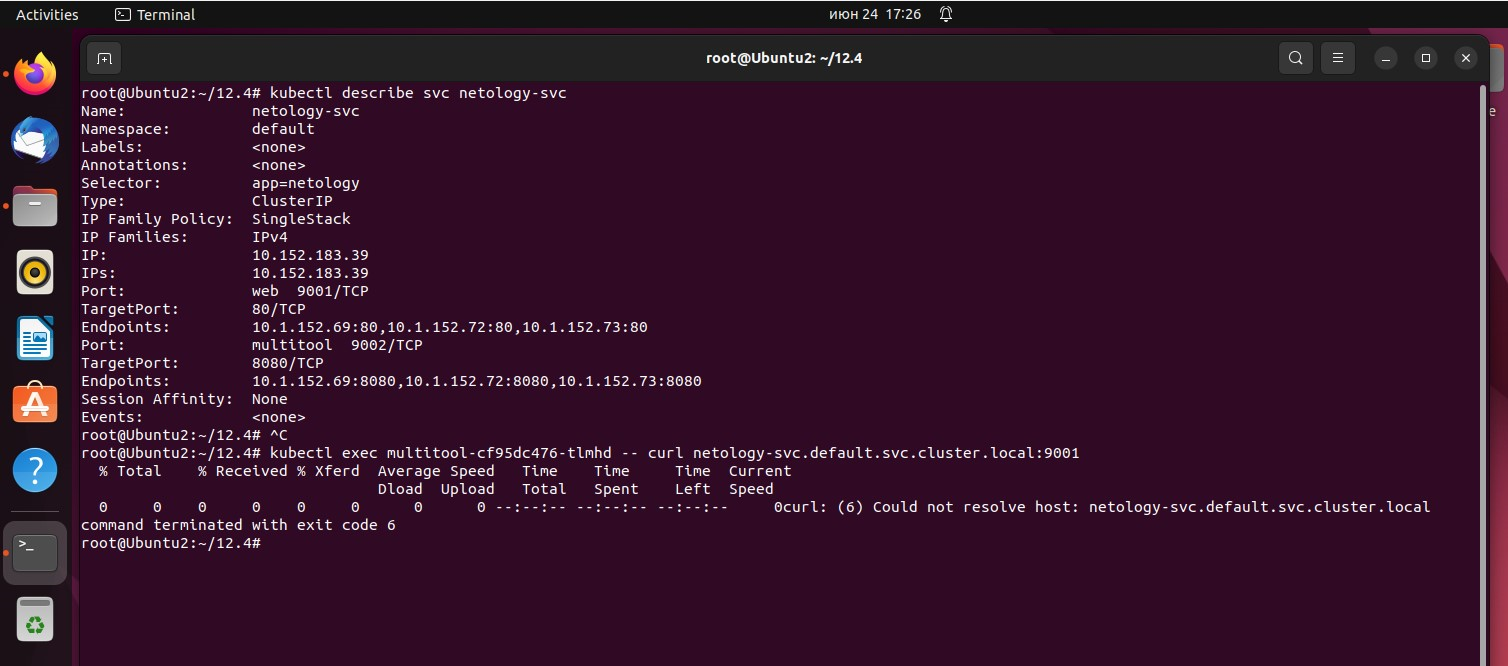 Activities
Terminal
июн 24 17:26
root@Ubuntu2: ~/12.4
root@Ubuntu2:~/12.4# kubectl describe svc netology-svc
Name:                   netology-svc
Namespace:              default
Labels:                 <none>
Annotations:            <none>
Selector:               app=netology
Type:                   ClusterIP
IP Family Policy:       SingleStack
IP Families:            IPv4
IP:                     10.152.183.39
IPs:                    10.152.183.39
Port:                   web  9001/TCP
TargetPort:             80/TCP
Endpoints:              10.1.152.69:80,10.1.152.72:80,10.1.152.73:80
Port:                   multitool  9002/TCP
TargetPort:             8080/TCP
Endpoints:              10.1.152.69:8080,10.1.152.72:8080,10.1.152.73:8080
Session Affinity:       None
Events:                 <none>
root@Ubuntu2:~/12.4# ^C
root@Ubuntu2:~/12.4# kubectl exec multitool-cf95dc476-tlmhd -- curl netology-svc.default.svc.cluster.local:9001
  % Total    % Received % Xferd  Average Speed   Time    Time     Time  Current
                                 Dload  Upload   Total   Spent    Left  Speed
  0     0    0     0    0     0      0      0 --:--:-- --:--:-- --:--:--     0curl: (6) Could not resolve host: netology-svc.default.svc.cluster.local
command terminated with exit code 6
root@Ubuntu2:~/12.4#
e